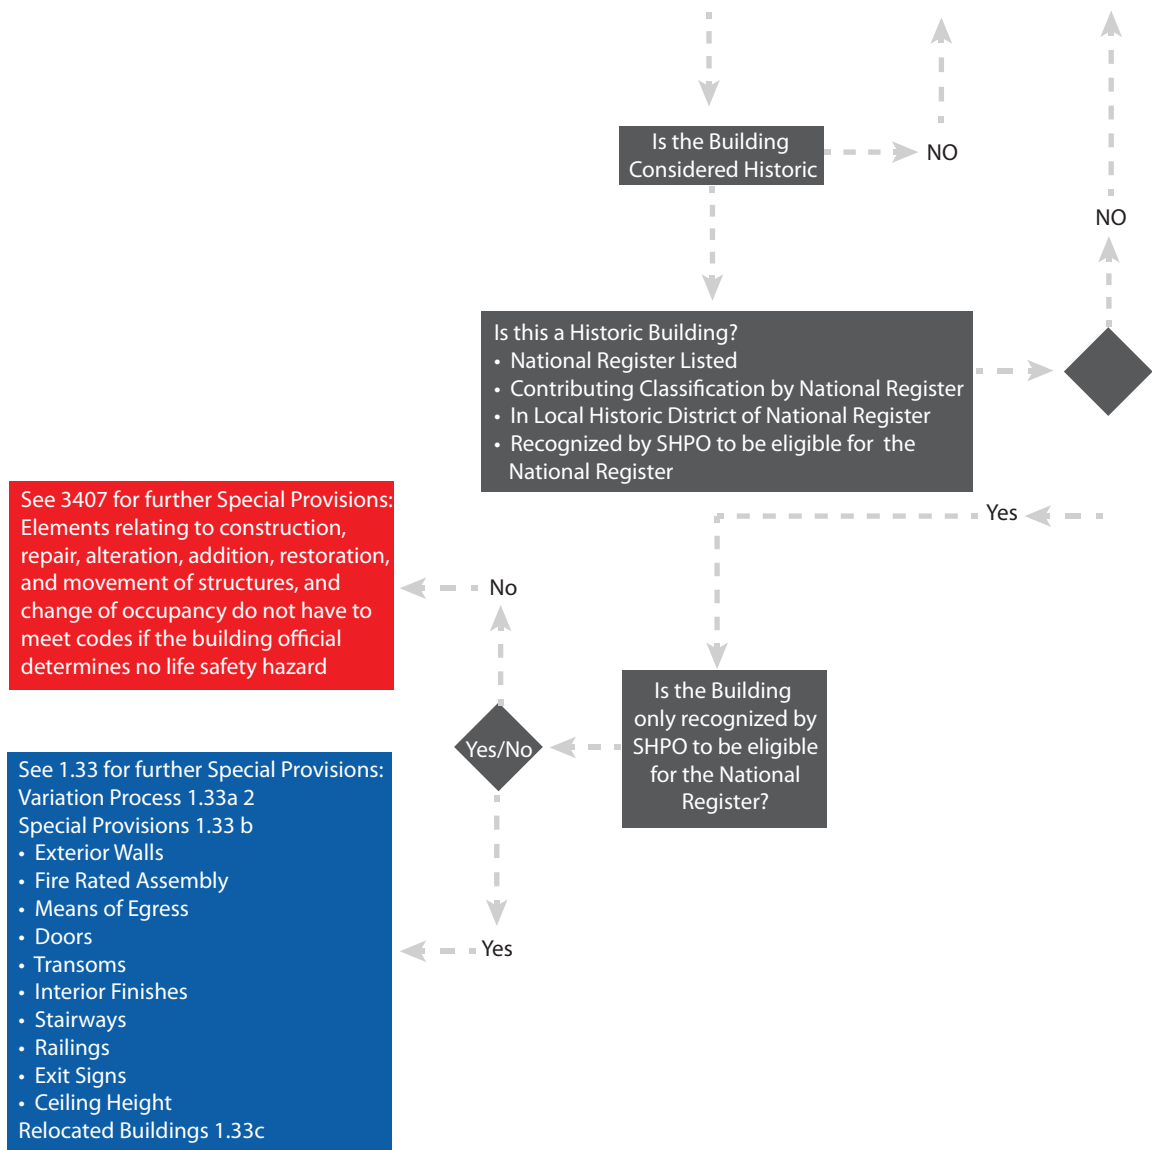 Is the Building
Considered Historic
NO
NO
Is this a Historic Building?
• National Register Listed
• Contributing Classification by National Register
• In Local Historic District of National Register
• Recognized by SHPO to be eligible for the
National Register
Yes
See 3407 for further Special Provisions:
Elements relating to construction,
repair, alteration, addition, restoration,
and movement of structures, and
change of occupancy do not have to
meet codes if the building official
determines no life safety hazard
No
Is the Building
only recognized by
SHPO to be eligible
for the National
Register?
Yes/No
See 1.33 for further Special Provisions:
Variation Process 1.33a 2
Special Provisions 1.33 b
• Exterior Walls
• Fire Rated Assembly
• Means of Egress
• Doors
• Transoms
• Interior Finishes
• Stairways
• Railings
• Exit Signs
• Ceiling Height
Relocated Buildings 1.33c
Yes